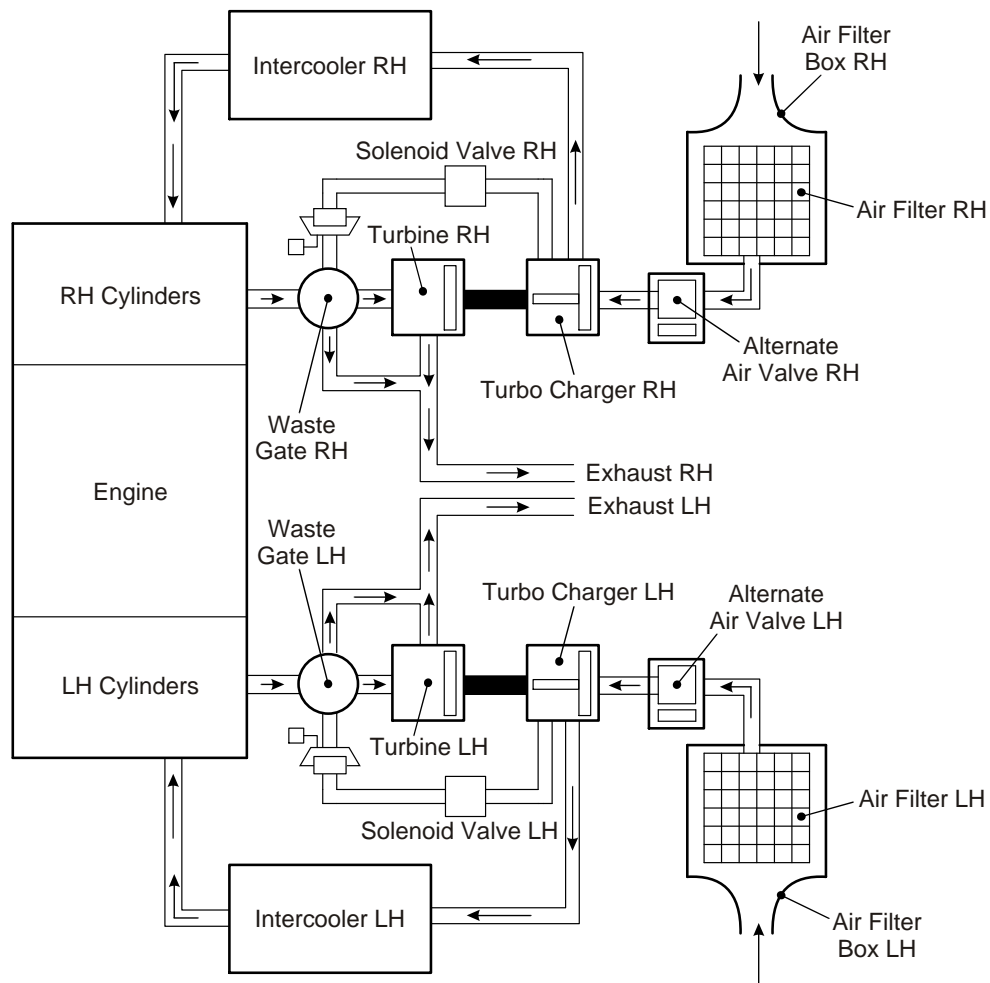 Air Filter
Box RH
Intercooler RH
Solenoid Valve RH
Air Filter RH
Turbine RH
RH Cylinders
Alternate
Air Valve RH
Turbo Charger RH
Waste
Gate RH
Exhaust RH
Engine
Exhaust LH
Waste
Gate LH
Turbo Charger LH
Alternate
Air Valve LH
LH Cylinders
Turbine LH
Air Filter LH
Solenoid Valve LH
Intercooler LH
Air Filter
Box LH